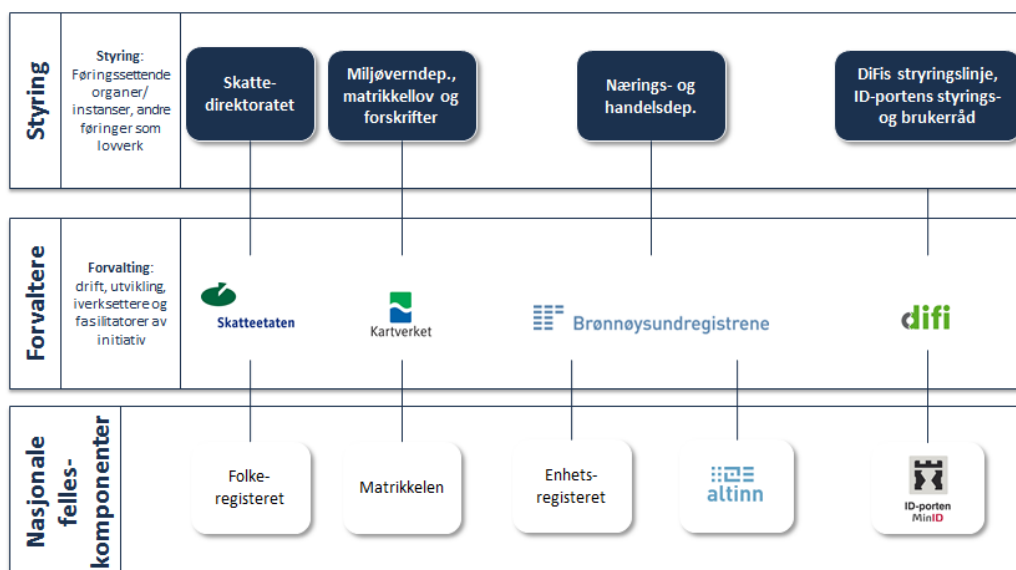 Styring
Styring:
Føringssettende
organer/
instanser, andre
føringer som
lovverk
Skatte-
direktoratet
Miljøverndep.,
matrikkellov og
forskrifter
Nærings- og
handelsdep.
DiFis stryringslinje,
ID-portens styrings-
og brukerråd
Forvaltere
Forvalting:
drift, utvikling,
iverksettere og
fasilitatorer av
initiativ
Skatteetaten
Kartverket
Brønnøysundregistrene
difi
Nasjonale
felles-
komponenter
Folke-
registeret
Matrikkelen
Enhets-
registeret
altinn
ID-porten
MinID